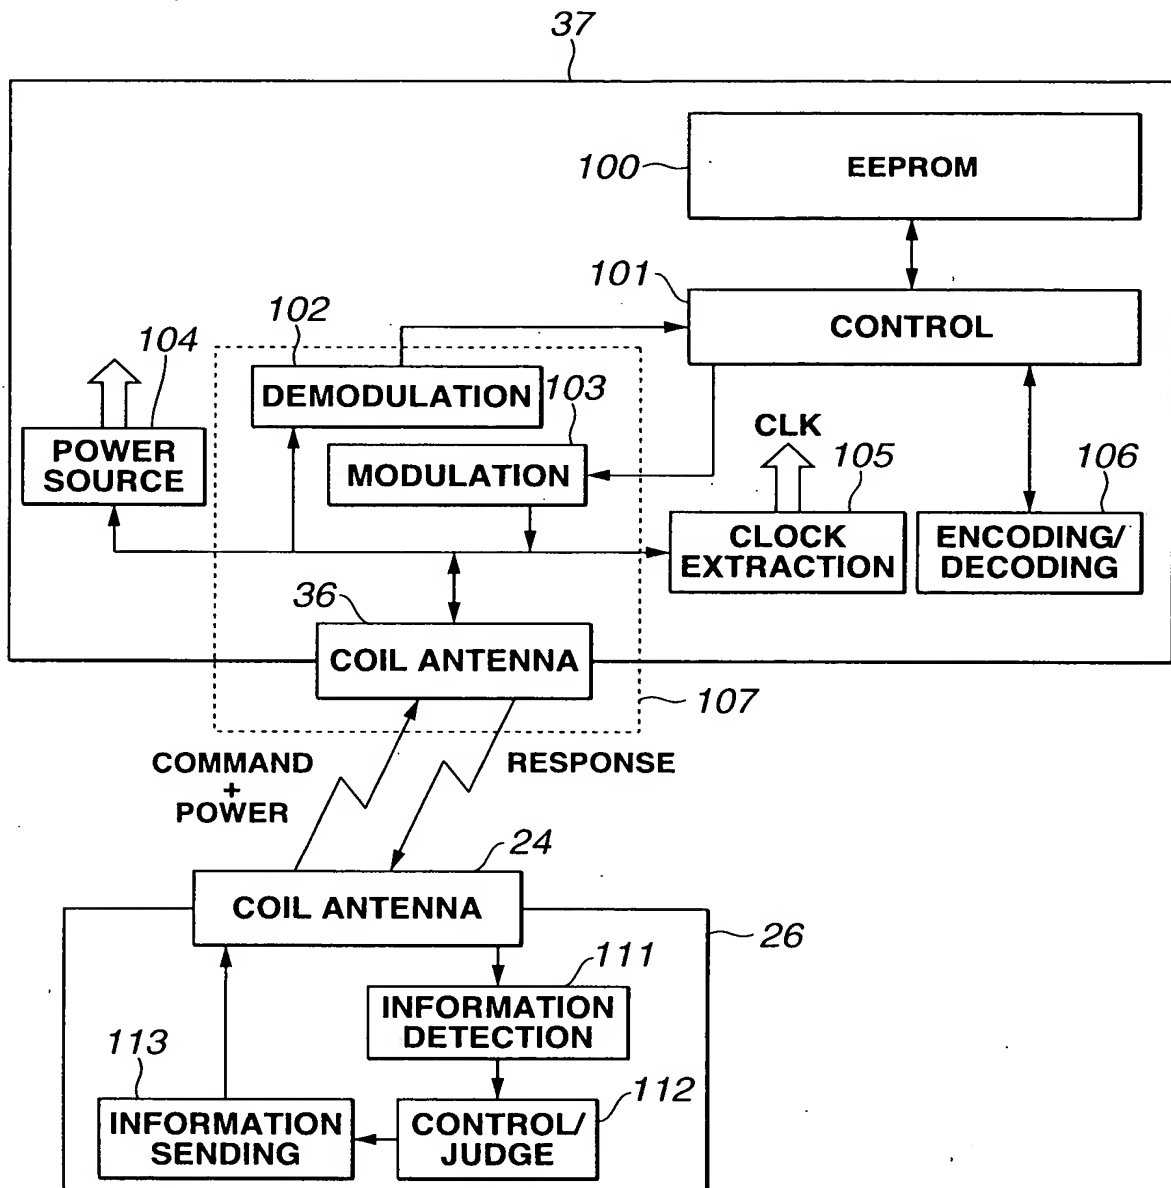 37
100
EEPROM
101
CONTROL
102
104
DEMODULATION
103
CLK
POWER
SOURCE
MODULATION
105
106
CLOCK
EXTRACTION
ENCODING/
DECODING
36
COIL ANTENNA
107
COMMAND
+
POWER
RESPONSE
24
COIL ANTENNA
26
111
INFORMATION
DETECTION
113
112
INFORMATION
SENDING
CONTROL/
JUDGE